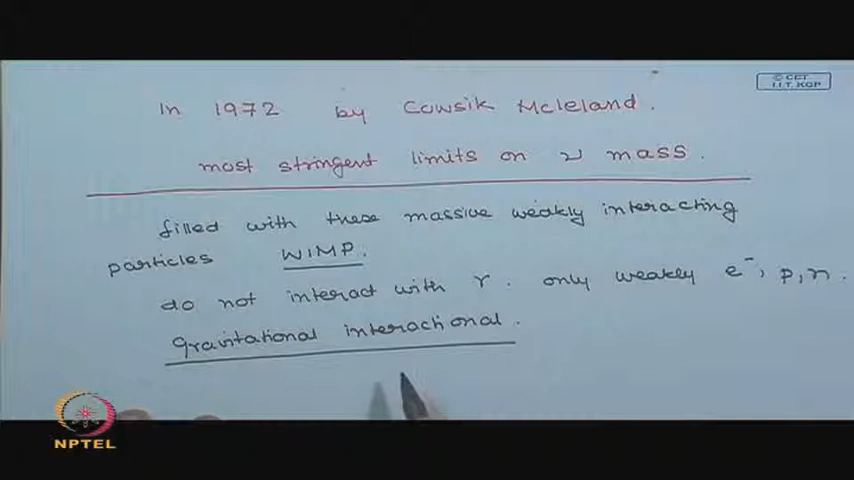 © CET
I.I.T. KGP
In 1972 by Cowsik Mcleland.
most stringent limits on ν mass.
filled with these massive weakly interacting
particles WIMP.
do not interact with γ. only weakly e⁻, p, n.
gravitational interactional.
NPTEL